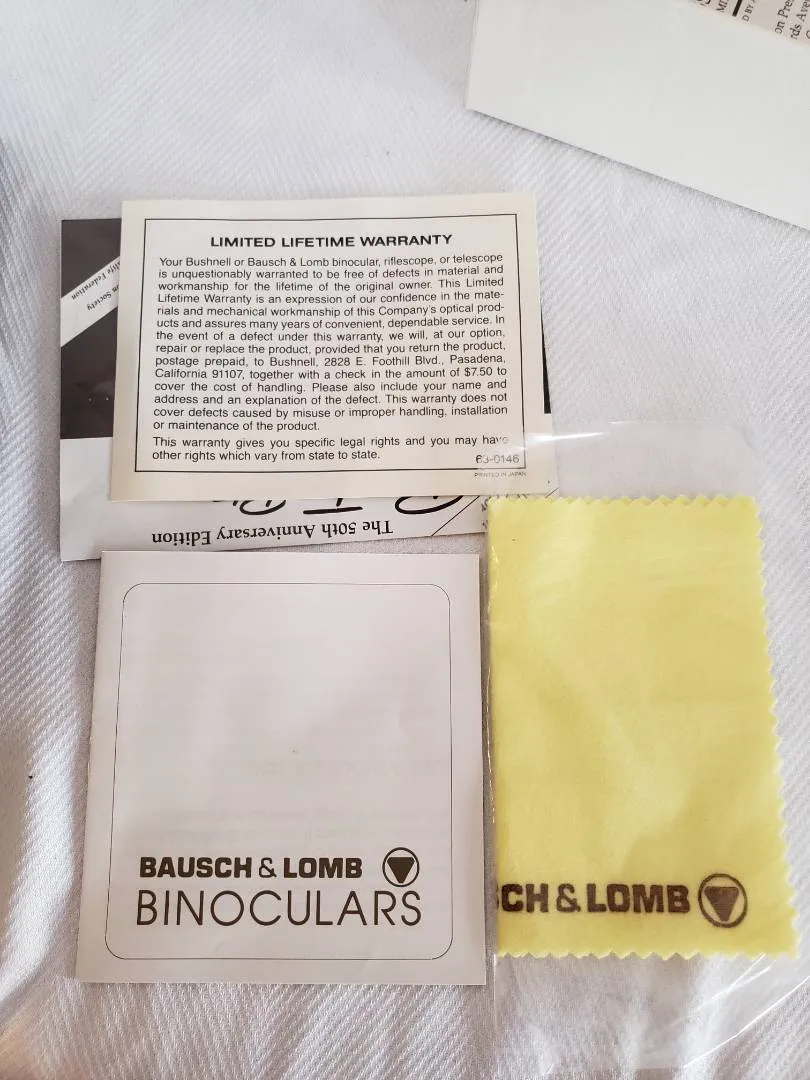 LIMITED LIFETIME WARRANTY
Your Bushnell or Bausch & Lomb binocular, riflescope, or telescope
is unquestionably warranted to be free of defects in material and
workmanship for the lifetime of the original owner. This Limited
Lifetime Warranty is an expression of our confidence in the mate-
rials and mechanical workmanship of this Company's optical prod-
ucts and assures many years of convenient, dependable service. In
the event of a defect under this warranty, we will, at our option,
repair or replace the product, provided that you return the product,
postage prepaid, to Bushnell, 2828 E. Foothill Blvd., Pasadena,
California 91107, together with a check in the amount of $7.50 to
cover the cost of handling. Please also include your name and
address and an explanation of the defect. This warranty does not
cover defects caused by misuse or improper handling, installation
or maintenance of the product.
This warranty gives you specific legal rights and you may have
other rights which vary from state to state.
63-0146
PRINTED IN JAPAN
Society
Federation
The 50th Anniversary Edition
BAUSCH & LOMB
BINOCULARS
CH & LOMB